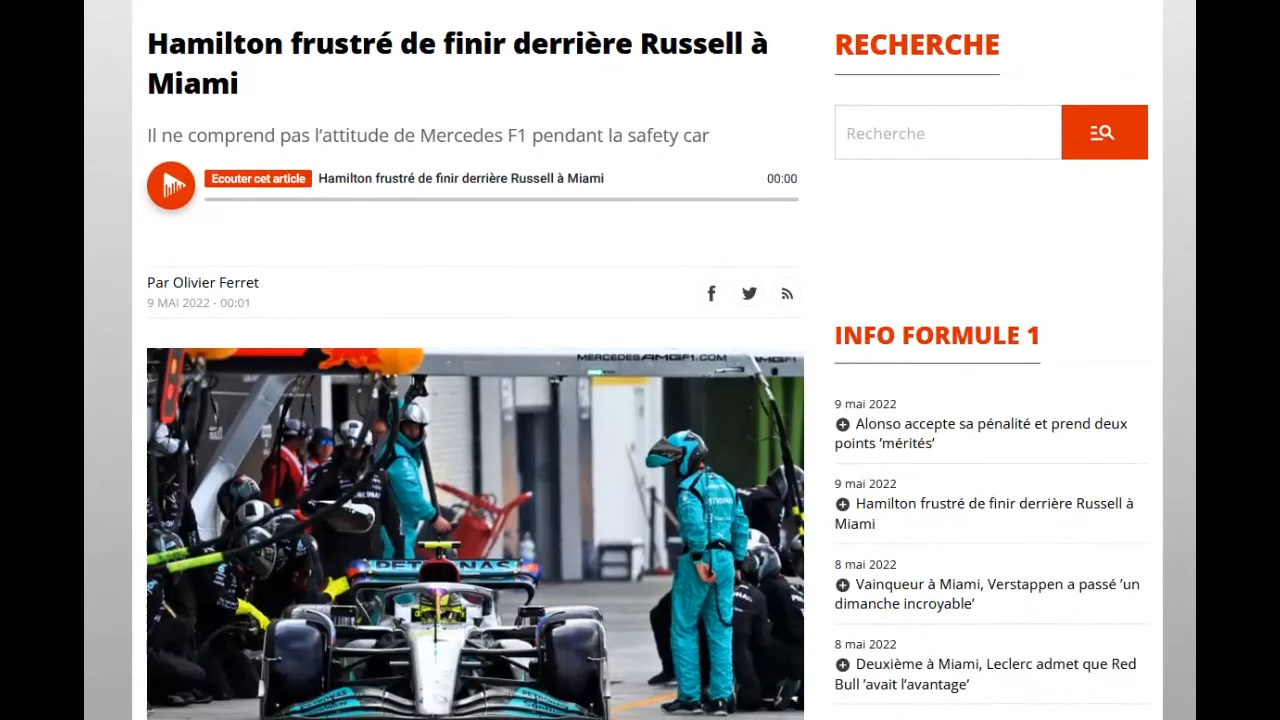 Hamilton frustré de finir derrière Russell à
Miami
Il ne comprend pas l’attitude de Mercedes F1 pendant la safety car
Ecouter cet article
Hamilton frustré de finir derrière Russell à Miami
00:00
Par Olivier Ferret
9 MAI 2022 - 00:01
MERCEDESAMGF1.COM
AMGF1
PETRONAS
RECHERCHE
Recherche
INFO FORMULE 1
9 mai 2022
Alonso accepte sa pénalité et prend deux
points ’mérités’
9 mai 2022
Hamilton frustré de finir derrière Russell à
Miami
8 mai 2022
Vainqueur à Miami, Verstappen a passé ’un
dimanche incroyable’
8 mai 2022
Deuxième à Miami, Leclerc admet que Red
Bull ’avait l’avantage’